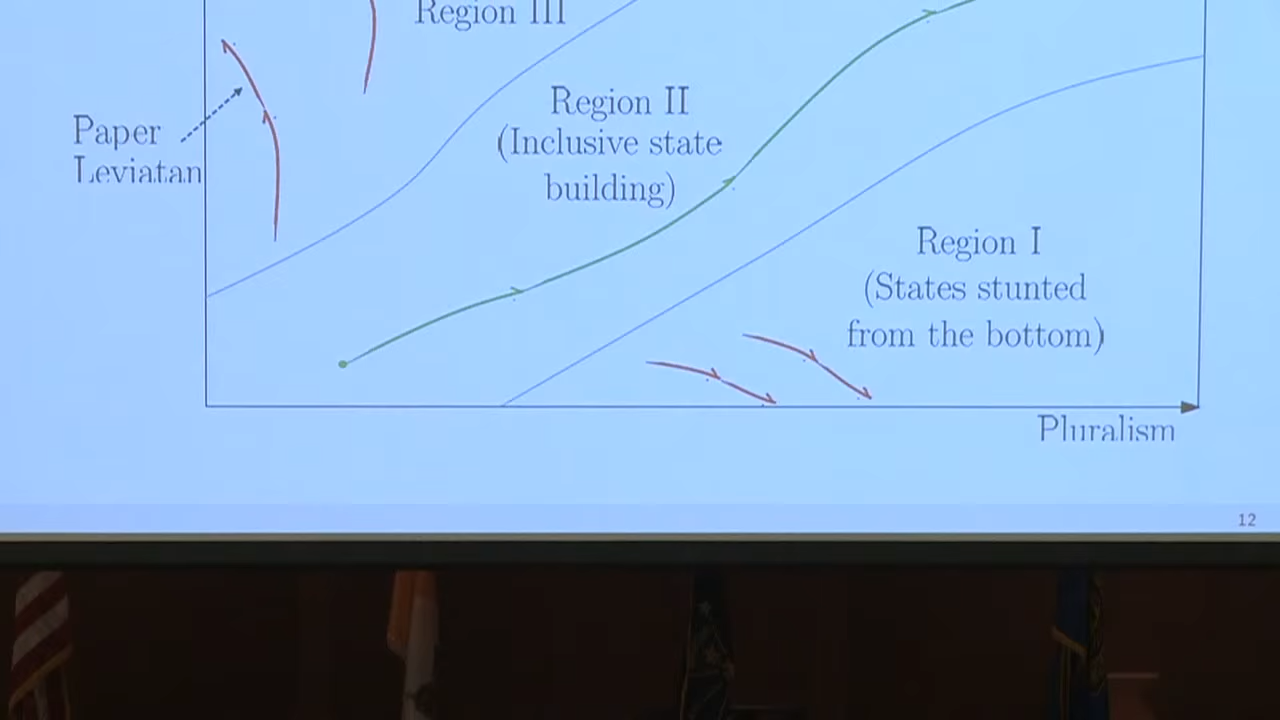 Region III
Paper
Leviatan
Region II
(Inclusive state
building)
Region I
(States stunted
from the bottom)
Pluralism
12